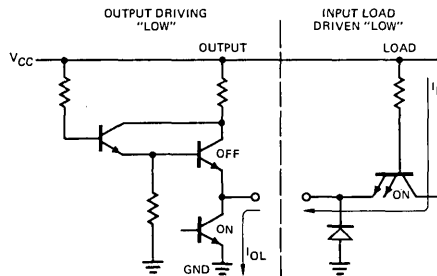 OUTPUT DRIVING
"LOW"
INPUT LOAD
DRIVEN "LOW"
VCC
OUTPUT
LOAD
OFF
ON
ON
IOL
GND